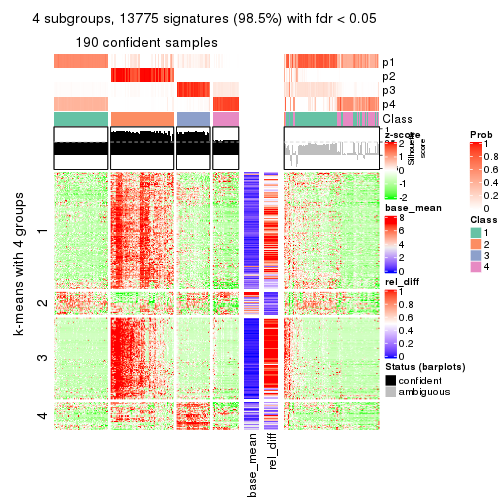 4 subgroups, 13775 signatures (98.5%) with fdr < 0.05
190 confident samples
p1
p2
p3
p4
Class
1
Silhouette
score
k-means with 4 groups
1
2
3
4
base_mean
rel_diff
z-score
2
1
0
-1
-2
base_mean
8
6
4
2
0
rel_diff
1
0.8
0.6
0.4
0.2
0
Status (barplots)
confident
ambiguous
Prob
1
0.8
0.6
0.4
0.2
0
Class
1
2
3
4